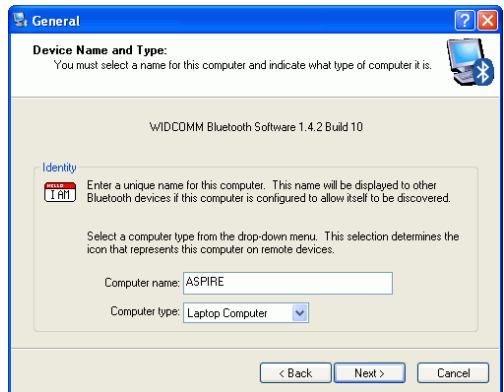 General
Device Name and Type:
You must select a name for this computer and indicate what type of computer it is.
WIDCOMM Bluetooth Software 1.4.2 Build 10
Identity
HELLO
I AM
Enter a unique name for this computer. This name will be displayed to other
Bluetooth devices if this computer is configured to allow itself to be discovered.
Select a computer type from the drop-down menu. This selection determines the
icon that represents this computer on remote devices.
Computer name: ASPIRE
Computer type: Laptop Computer
< Back Next > Cancel